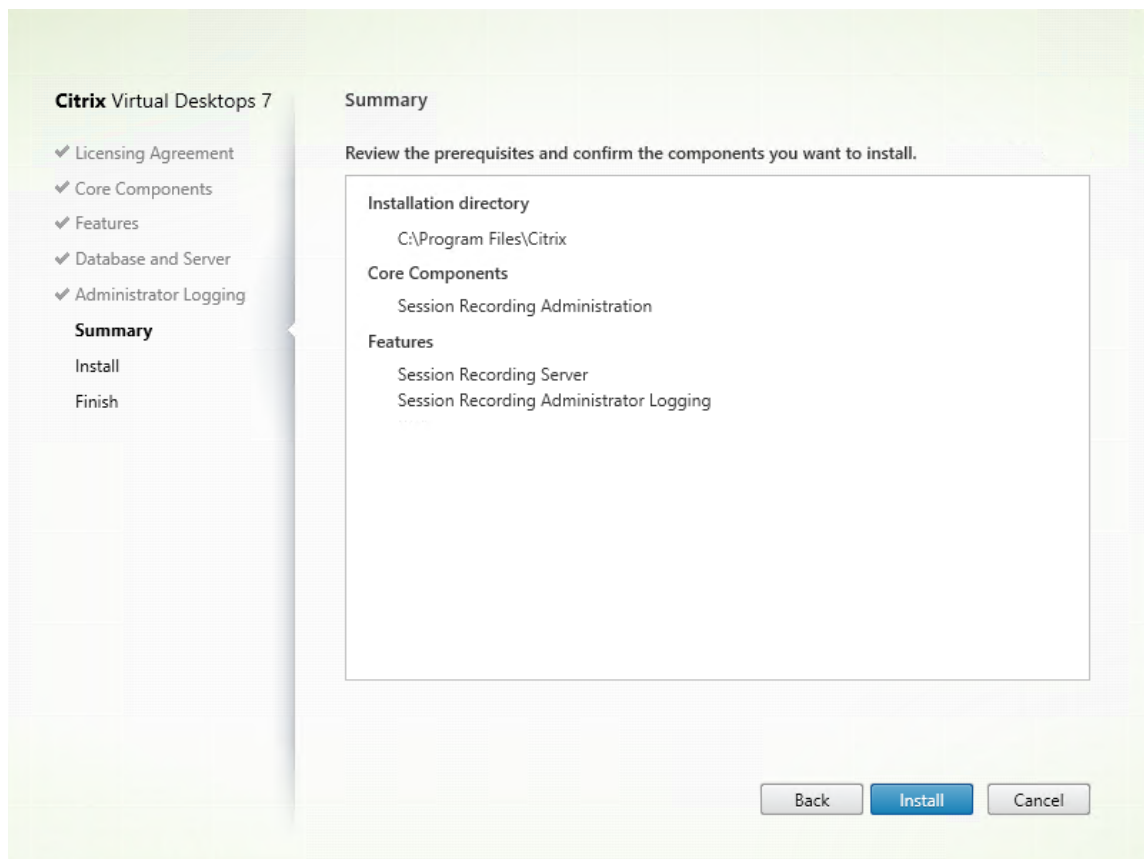 Citrix Virtual Desktops 7
Licensing Agreement
Core Components
Features
Database and Server
Administrator Logging
Summary
Install
Finish
Summary
Review the prerequisites and confirm the components you want to install.
Installation directory
C:\Program Files\Citrix
Core Components
Session Recording Administration
Features
Session Recording Server
Session Recording Administrator Logging
Back
Install
Cancel